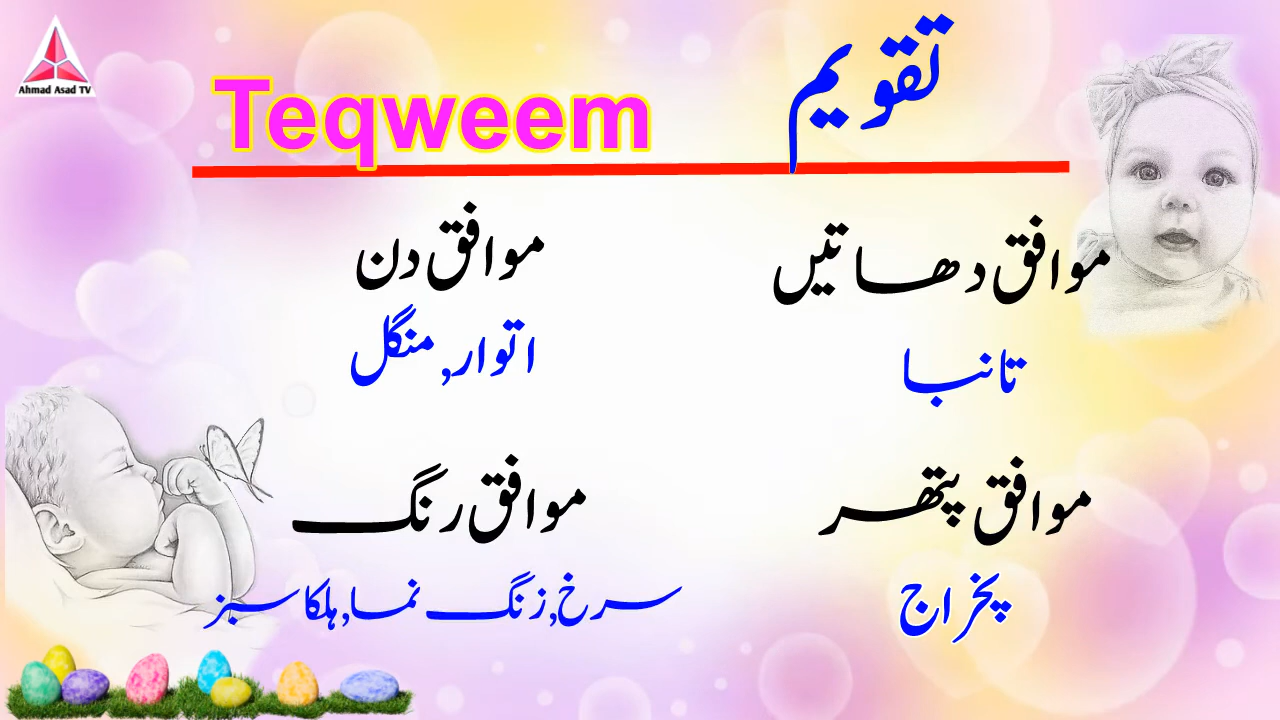 Ahmad Asad TV
Teqweem
تقویم
موافق دھاتیں
تانبا
موافق دن
اتوار, منگل
موافق پتھر
پخراج
موافق رنگ
سرخ, زنگ نما, ہلکا سبز